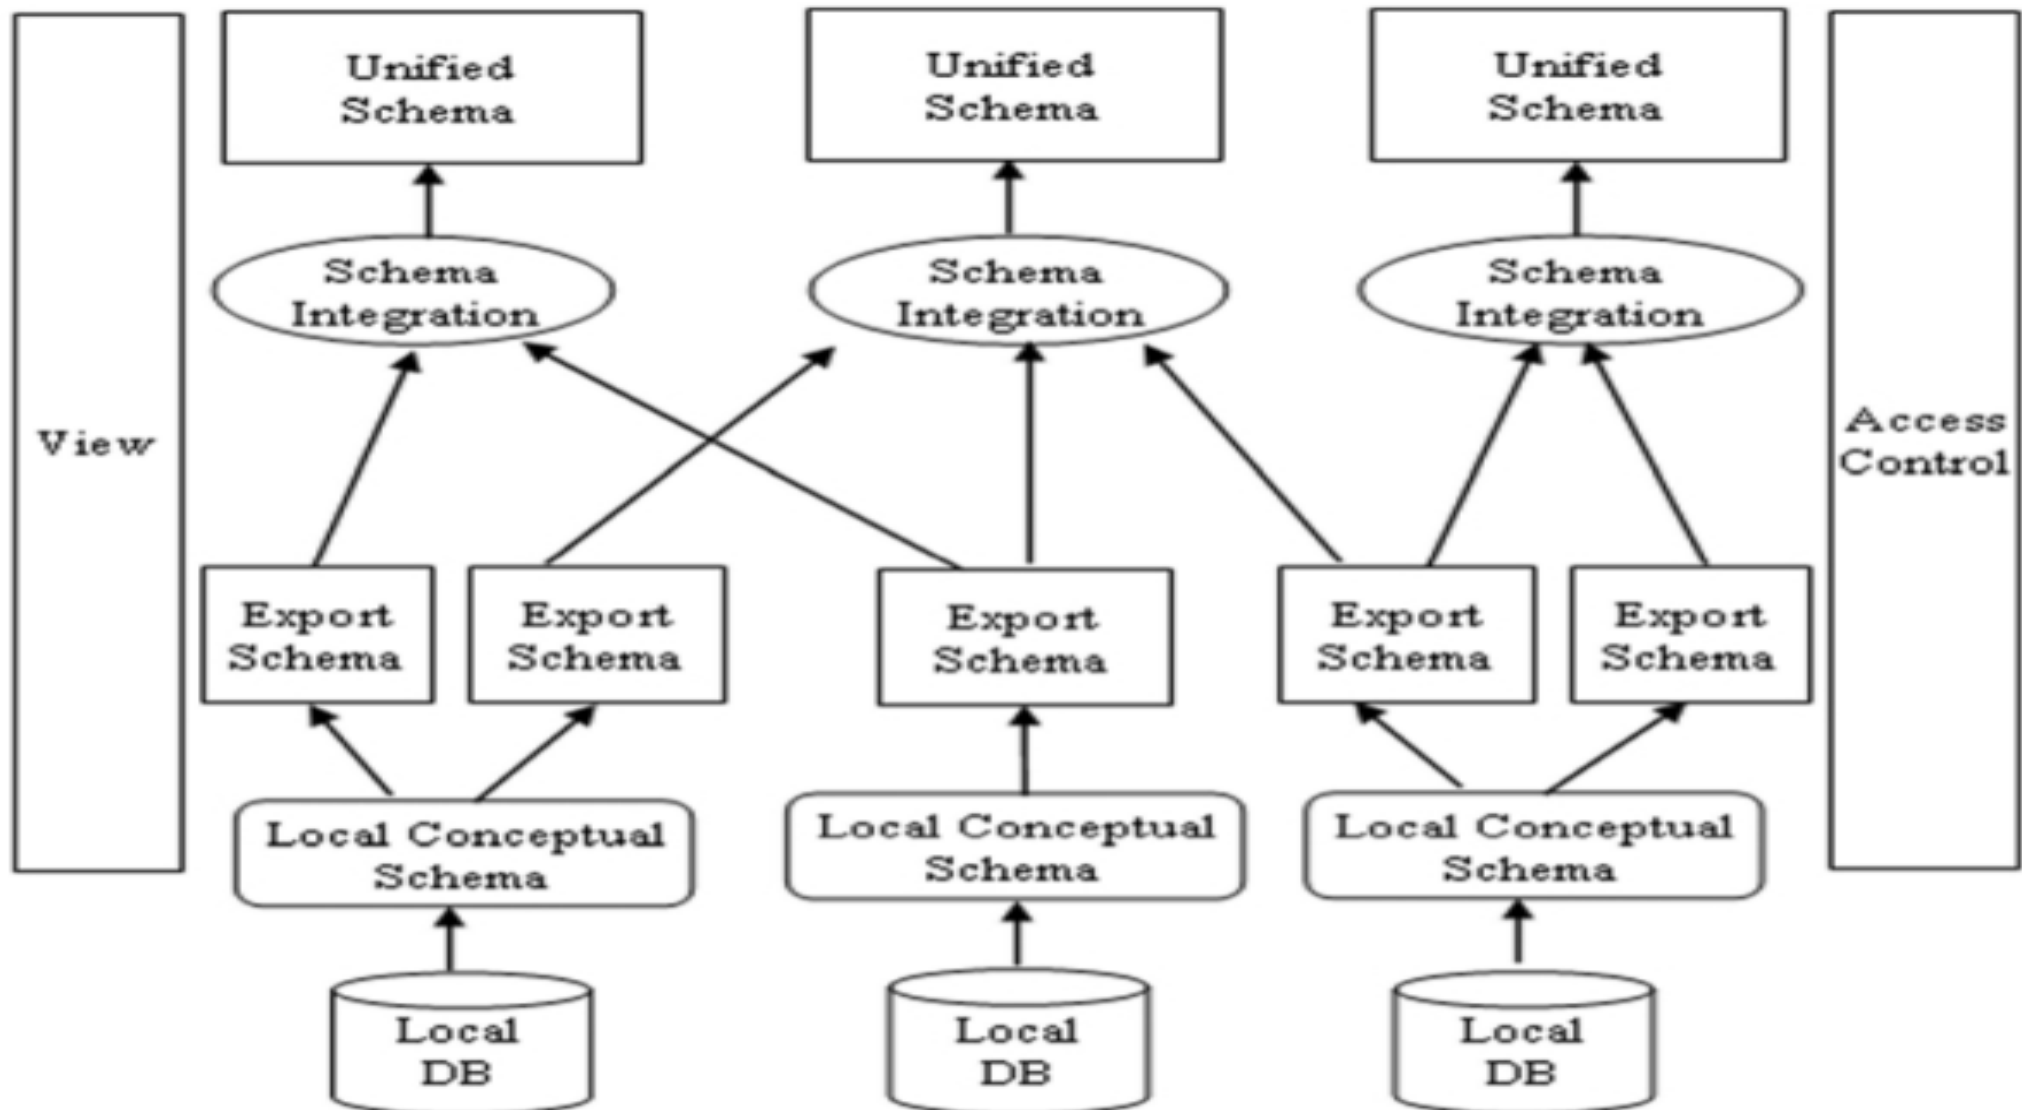 Unified
Schema
Unified
Schema
Unified
Schema
Schema
Integration
Schema
Integration
Schema
Integration
View
Access
Control
Export
Schema
Export
Schema
Export
Schema
Export
Schema
Export
Schema
Local Conceptual
Schema
Local Conceptual
Schema
Local Conceptual
Schema
Local
DB
Local
DB
Local
DB